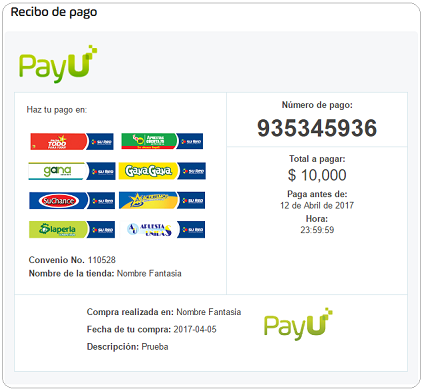 Recibo de pago
PayU
Haz tu pago en:
Número de pago:
935345936
TODO
SU RED
APUESTAS
SU RED
gana
SU RED
GanaGana
SU RED
SuChance
SU RED
SU RED
laperla
SU RED
APUESTAS
UNIDAS
SU RED
Total a pagar:
$ 10,000
Paga antes de:
12 de Abril de 2017
Hora:
23:59:59
Convenio No. 110528
Nombre de la tienda: Nombre Fantasia
Compra realizada en: Nombre Fantasia
Fecha de tu compra: 2017-04-05
Descripción: Prueba
PayU